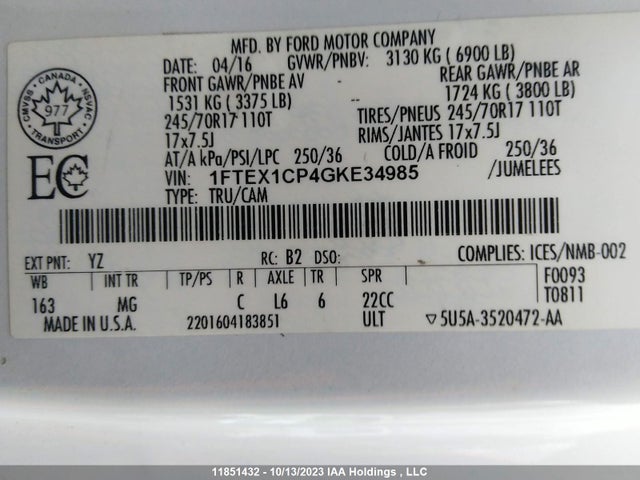 MFD. BY FORD MOTOR COMPANY
DATE: 04/16 GVWR/PNBV: 3130 KG ( 6900 LB)
FRONT GAWR/PNBE AV REAR GAWR/PNBE AR
1531 KG ( 3375 LB) 1724 KG ( 3800 LB)
245/70R17 110T TIRES/PNEUS 245/70R17 110T
17x7.5J RIMS/JANTES 17x7.5J
AT/A kPa/PSI/LPC 250/36 COLD/A FROID 250/36
VIN: 1FTEX1CP4GKE34985 /JUMELEES
TYPE: TRU/CAM
CANADA
CMVSS NSVAC
977
TRANSPORT
EC
EXT PNT: YZ RC: B2 DSO: COMPLIES: ICES/NMB-002
WB INT TR TP/PS R AXLE TR SPR F0093
163 MG C L6 6 22CC T0811
MADE IN U.S.A. 2201604183851 ULT ▽5U5A-3520472-AA
11851432 - 10/13/2023 IAA Holdings , LLC